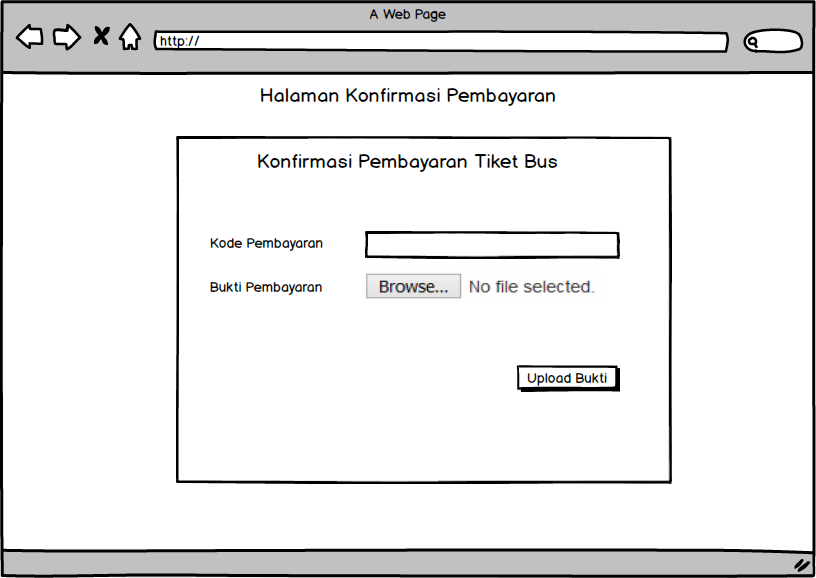 A Web Page
http://
Halaman Konfirmasi Pembayaran
Konfirmasi Pembayaran Tiket Bus
Kode Pembayaran
Bukti Pembayaran Browse... No file selected.
Upload Bukti